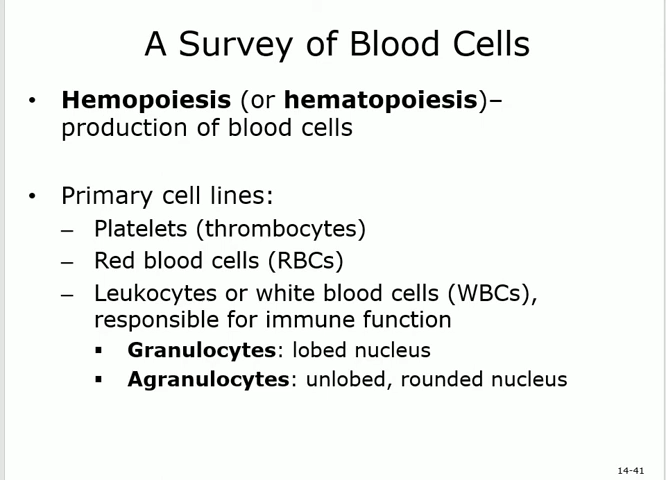 A Survey of Blood Cells
• Hemopoiesis (or hematopoiesis)–
production of blood cells
• Primary cell lines:
– Platelets (thrombocytes)
– Red blood cells (RBCs)
– Leukocytes or white blood cells (WBCs),
responsible for immune function
▪ Granulocytes: lobed nucleus
▪ Agranulocytes: unlobed, rounded nucleus
14-41